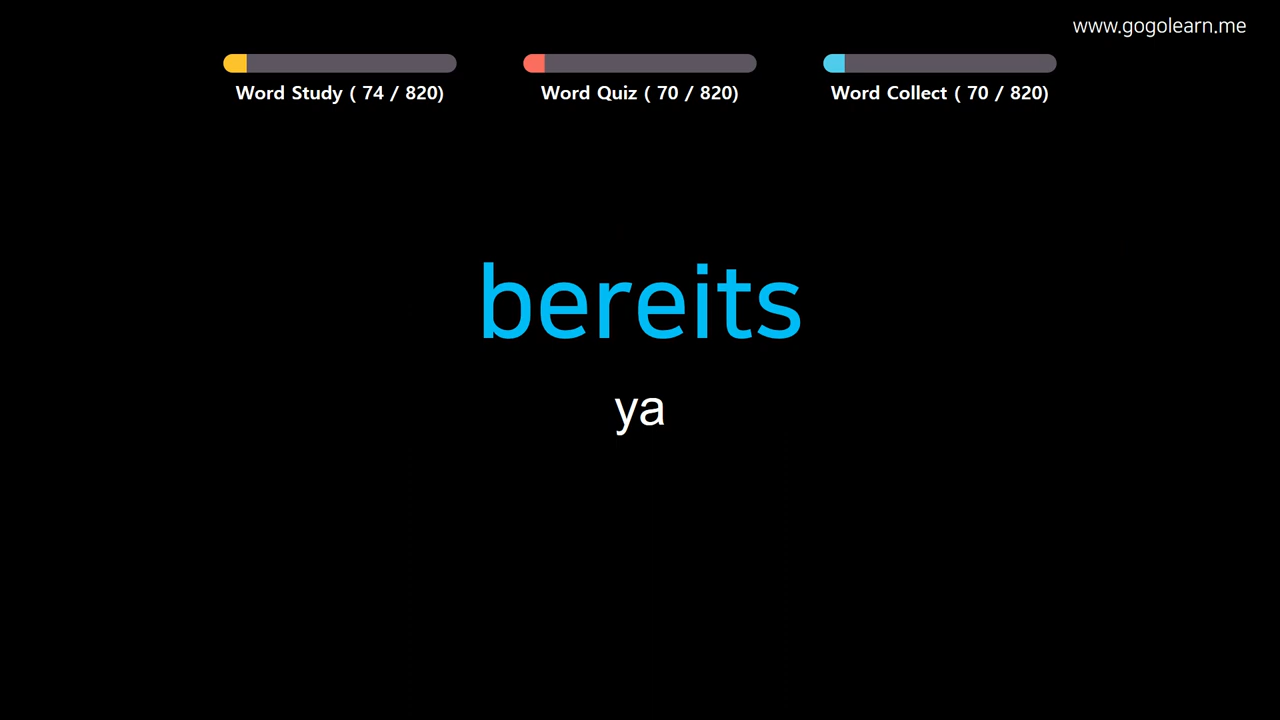 www.gogolearn.me
Word Study ( 74 / 820)
Word Quiz ( 70 / 820)
Word Collect ( 70 / 820)
bereits
ya